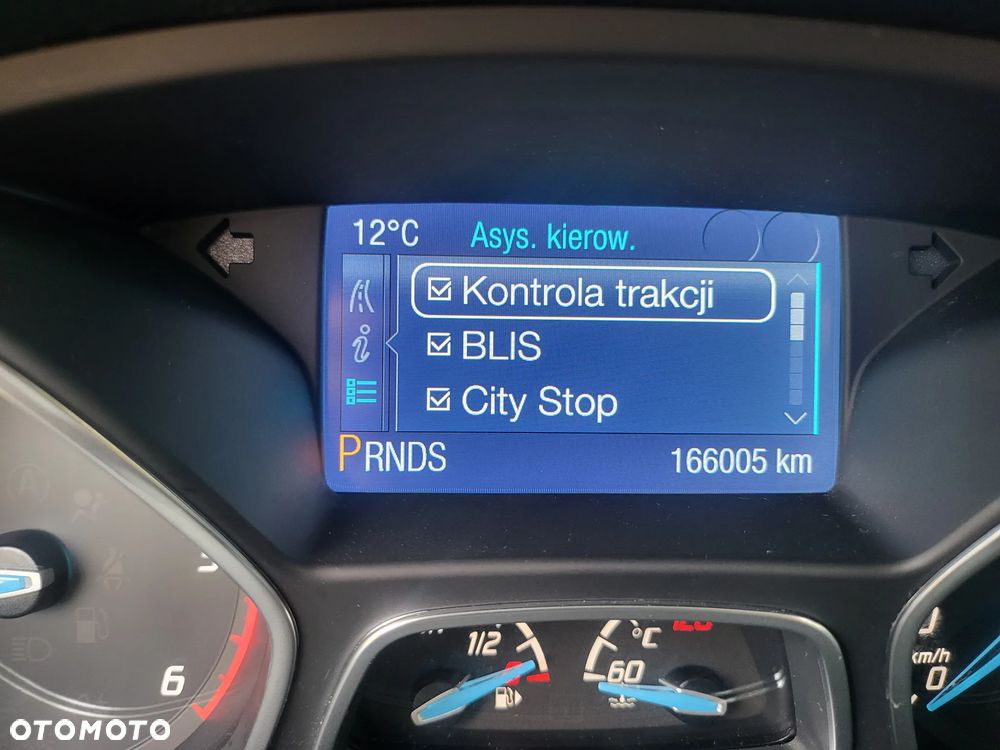 12°C Asys. kierow.
Kontrola trakcji
BLIS
City Stop
PRNDS 166005 km
6
1/2
°C
60
km/h
0
OTOMOTO